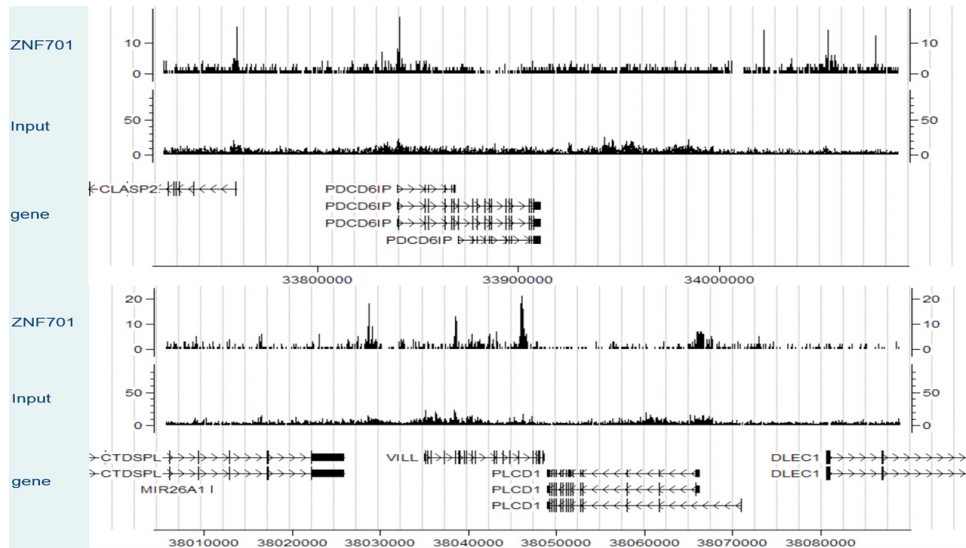 ZNF701
10
0
10
0
Input
50
0
50
0
gene
CLASP2
PDCD6IP
PDCD6IP
PDCD6IP
PDCD6IP
33800000 33900000 34000000
ZNF701
20
10
0
20
10
0
Input
50
0
50
0
gene
CTDSPL VILL DLEC1
CTDSPL PLCD1 DLEC1
MIR26A1 PLCD1
PLCD1
38010000 38020000 38030000 38040000 38050000 38060000 38070000 38080000